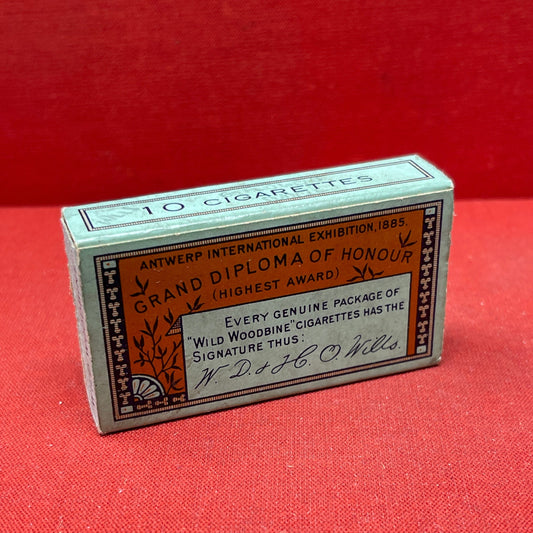 10 CIGARETTES
ANTWERP INTERNATIONAL EXHIBITION, 1885.
GRAND DIPLOMA OF HONOUR
(HIGHEST AWARD)
EVERY GENUINE PACKAGE OF
"WILD WOODBINE" CIGARETTES HAS THE
SIGNATURE THUS:
W. D. & H. O Wills.